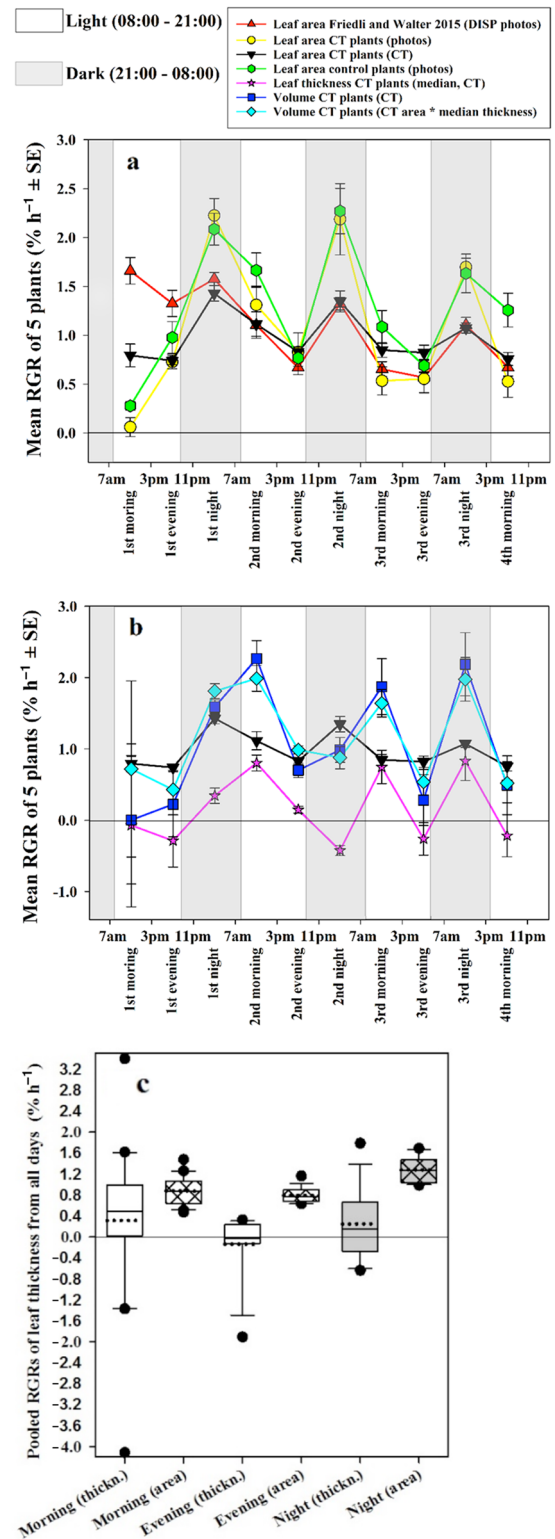 Light (08:00 - 21:00)
Dark (21:00 - 08:00)
Leaf area Friedli and Walter 2015 (DISP photos)
Leaf area CT plants (photos)
Leaf area CT plants (CT)
Leaf area control plants (photos)
Leaf thickness CT plants (median, CT)
Volume CT plants (CT)
Volume CT plants (CT area * median thickness)
a
Mean RGR of 5 plants (% h⁻¹ ± SE)
3.0
2.5
2.0
1.5
1.0
0.5
0.0
7am 3pm 11pm 7am 3pm 11pm 7am 3pm 7am 3pm 11pm
1st moring
1st evening
1st night
2nd morning
2nd evening
2nd night
3rd morning
3rd evening
3rd night
4th morning
b
Mean RGR of 5 plants (% h⁻¹ ± SE)
3.0
2.0
1.0
0.0
-1.0
7am 3pm 11pm 7am 3pm 11pm 7am 3pm 7am 3pm 11pm
1st moring
1st evening
1st night
2nd morning
2nd evening
2nd night
3rd morning
3rd evening
3rd night
4th morning
c
Pooled RGRs of leaf thickness from all days (% h⁻¹)
3.2
2.8
2.4
2.0
1.6
1.2
0.8
0.4
0.0
-0.4
-0.8
-1.2
-1.6
-2.0
-2.4
-2.8
-3.2
-3.6
-4.0
Morning (thickn.)
Morning (area)
Evening (thickn.)
Evening (area)
Night (thickn.)
Night (area)